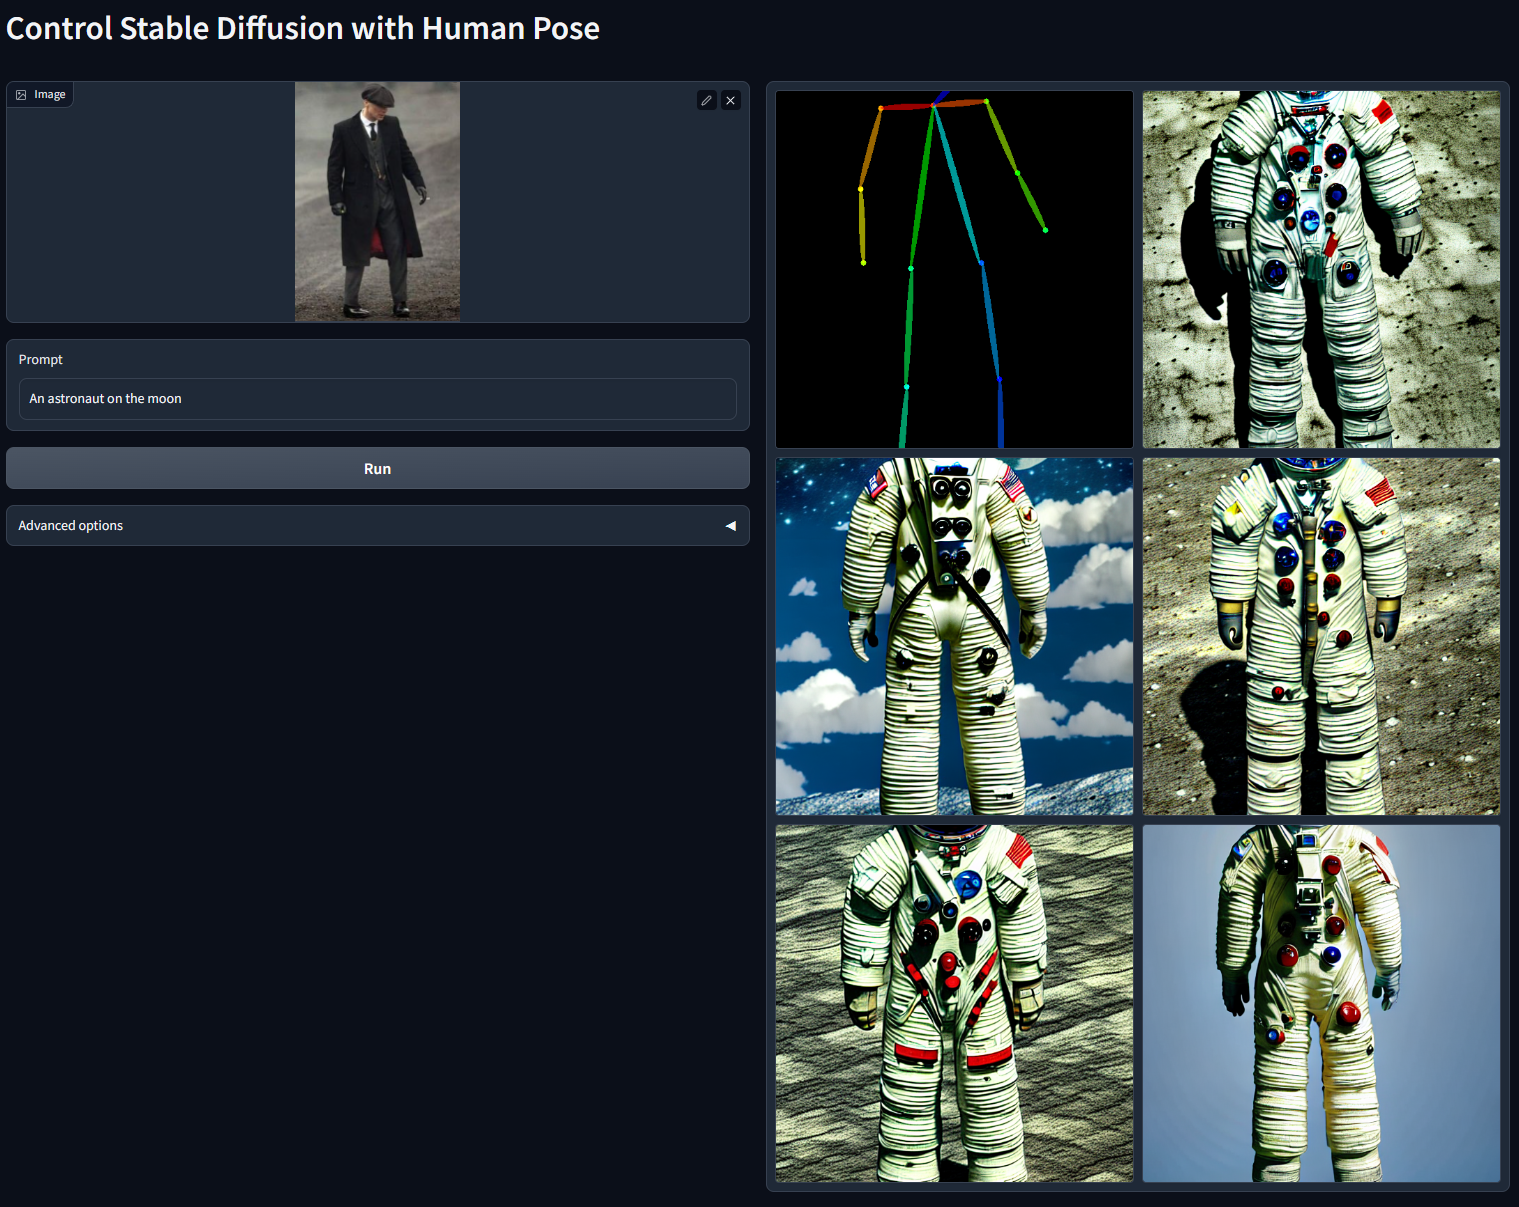 Control Stable Diffusion with Human Pose
Image
Prompt
An astronaut on the moon
Run
Advanced options